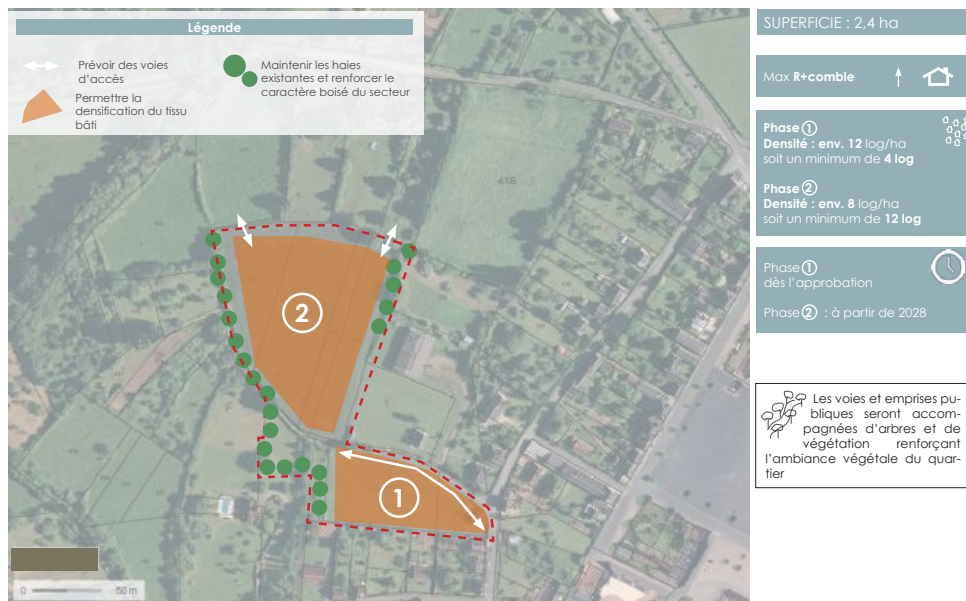 Légende
Prévoir des voies
d'accès
Permettre la
densification du tissu
bâti
Maintenir les haies
existantes et renforcer le
caractère boisé du secteur
2
1
0 50 m
SUPERFICIE : 2,4 ha
Max R+comble
Phase 1
Densité : env. 12 log/ha
soit un minimum de 4 log
Phase 2
Densité : env. 8 log/ha
soit un minimum de 12 log
Phase 1
dès l'approbation
Phase 2 : à partir de 2028
Les voies et emprises pu-
bliques seront accom-
pagnées d'arbres et de
végétation renforçant
l'ambiance végétale du quar-
tier